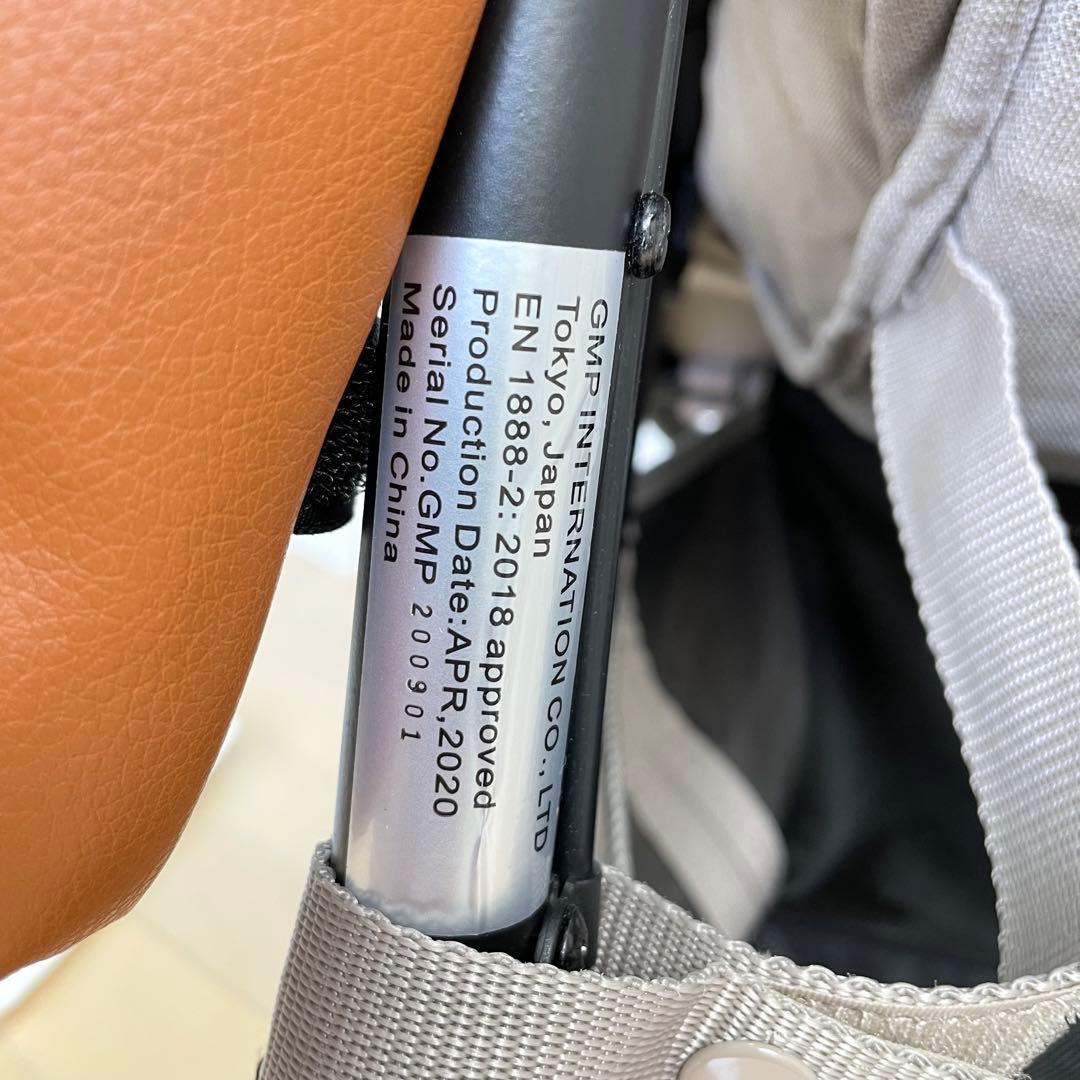 GMP INTERNATION CO., LTD
Tokyo, Japan
EN 1888-2: 2018 approved
Production Date:APR,2020
Serial No.GMP 200901
Made in China